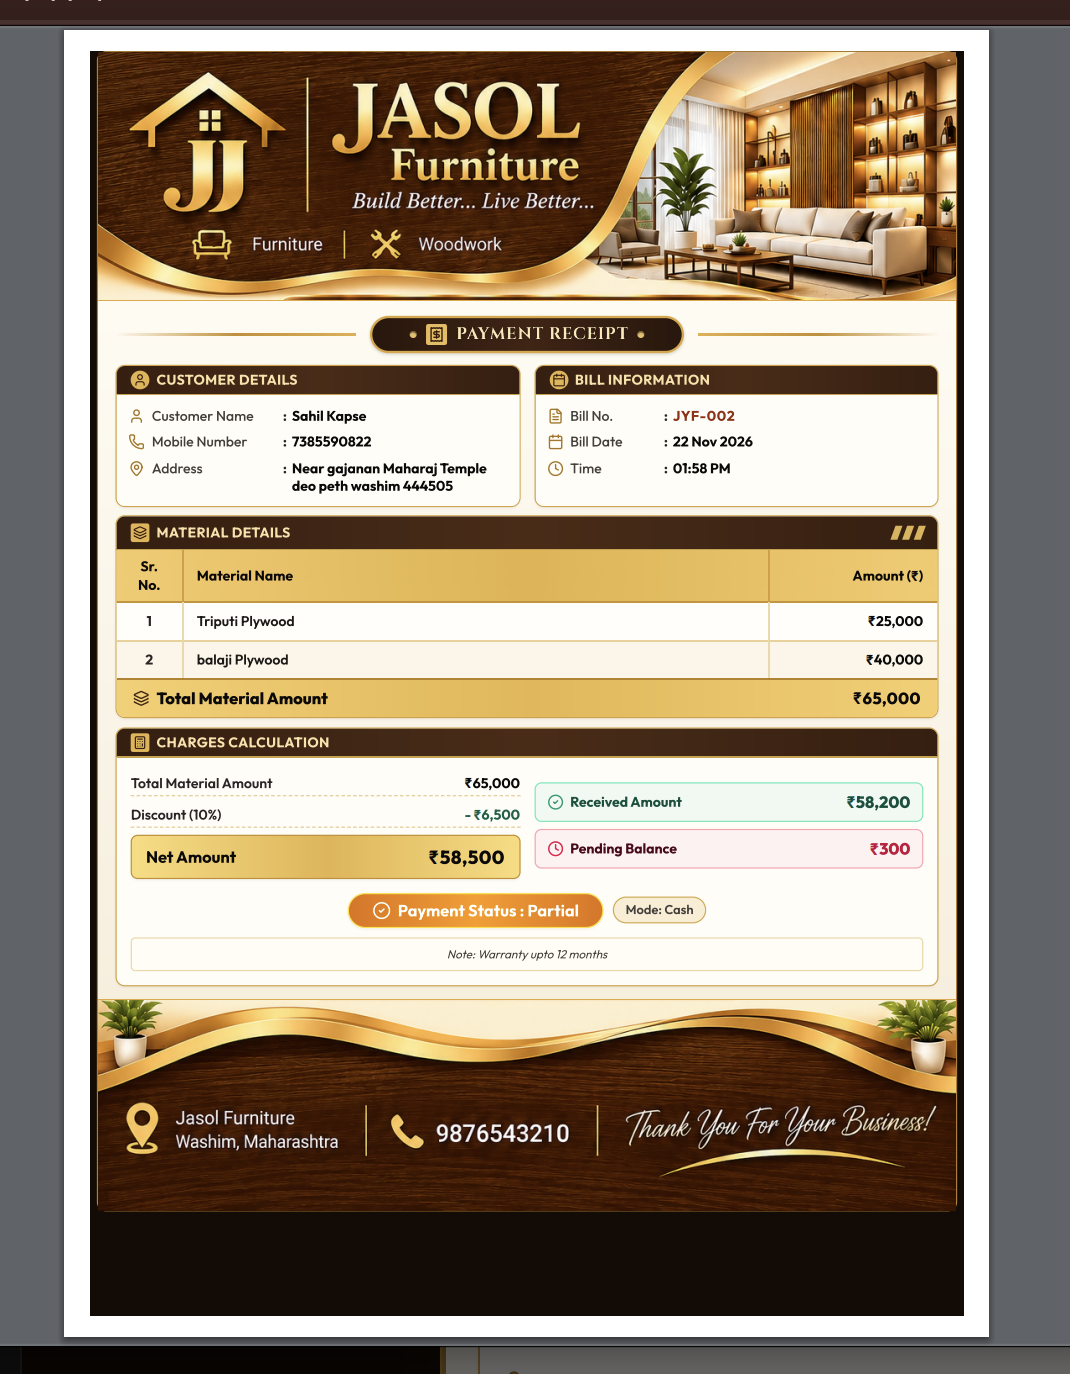 JJ
JASOL
Furniture
Build Better... Live Better...
Furniture
Woodwork
PAYMENT RECEIPT
CUSTOMER DETAILS
Customer Name : Sahil Kapse
Mobile Number : 7385590822
Address : Near gajanan Maharaj Temple
deo peth washim 444505
BILL INFORMATION
Bill No. : JYF-002
Bill Date : 22 Nov 2026
Time : 01:58 PM
MATERIAL DETAILS
Sr.
No.
Material Name
Amount (₹)
1 Triputi Plywood ₹25,000
2 balaji Plywood ₹40,000
Total Material Amount ₹65,000
CHARGES CALCULATION
Total Material Amount ₹65,000
Discount (10%) - ₹6,500
Net Amount ₹58,500
Received Amount ₹58,200
Pending Balance ₹300
Payment Status : Partial
Mode: Cash
Note: Warranty upto 12 months
Jasol Furniture
Washim, Maharashtra
9876543210
Thank You For Your Business!